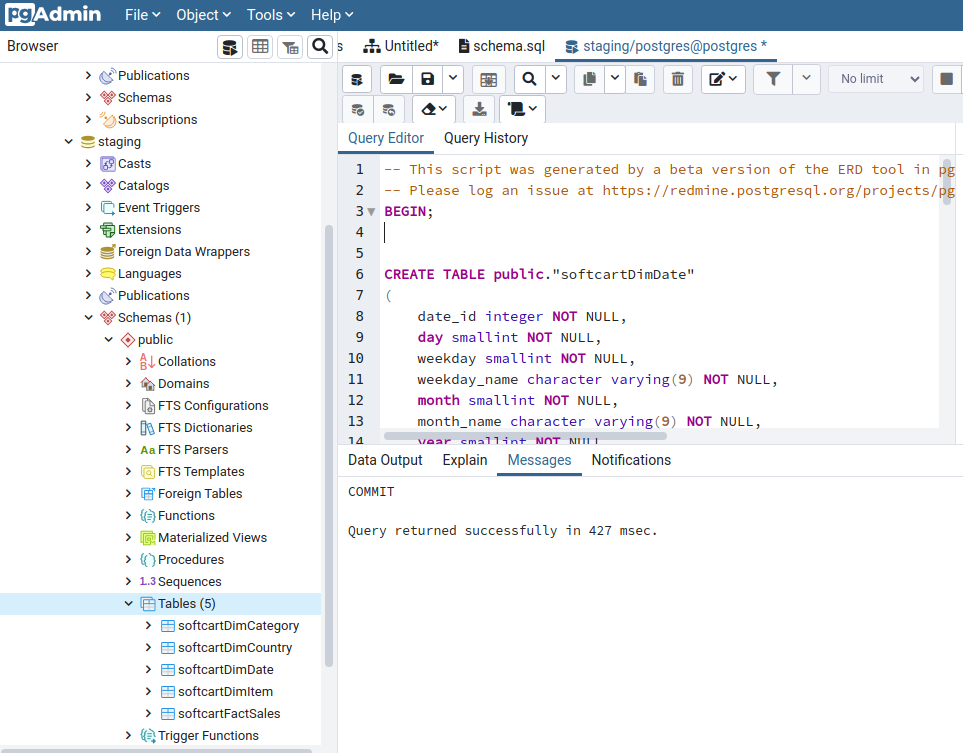 pgAdmin File Object Tools Help
Browser
s Untitled* schema.sql staging/postgres@postgres *
No limit
Query Editor Query History
Publications
Schemas
Subscriptions
staging
Casts
Catalogs
Event Triggers
Extensions
Foreign Data Wrappers
Languages
Publications
Schemas (1)
public
Collations
Domains
FTS Configurations
FTS Dictionaries
Aa FTS Parsers
FTS Templates
Foreign Tables
Functions
Materialized Views
Procedures
1..3 Sequences
Tables (5)
softcartDimCategory
softcartDimCountry
softcartDimDate
softcartDimItem
softcartFactSales
Trigger Functions
1 -- This script was generated by a beta version of the ERD tool in pg
2 -- Please log an issue at https://redmine.postgresql.org/projects/pg
3 BEGIN;
4
5
6 CREATE TABLE public."softcartDimDate"
7 (
8 date_id integer NOT NULL,
9 day smallint NOT NULL,
10 weekday smallint NOT NULL,
11 weekday_name character varying(9) NOT NULL,
12 month smallint NOT NULL,
13 month_name character varying(9) NOT NULL,
14 year smallint NOT NULL
Data Output Explain Messages Notifications
COMMIT
Query returned successfully in 427 msec.